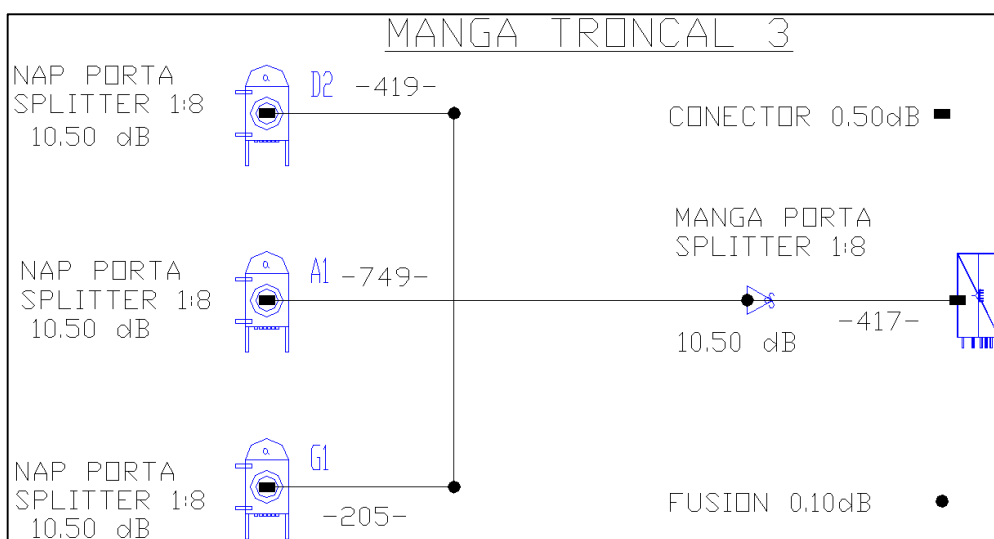 MANGA TRONCAL 3
NAP PORTA
SPLITTER 1:8
10.50 dB
D2 -419-
CONECTOR 0.50dB
NAP PORTA
SPLITTER 1:8
10.50 dB
A1 -749-
MANGA PORTA
SPLITTER 1:8
10.50 dB
-417-
NAP PORTA
SPLITTER 1:8
10.50 dB
G1
-205-
FUSION 0.10dB